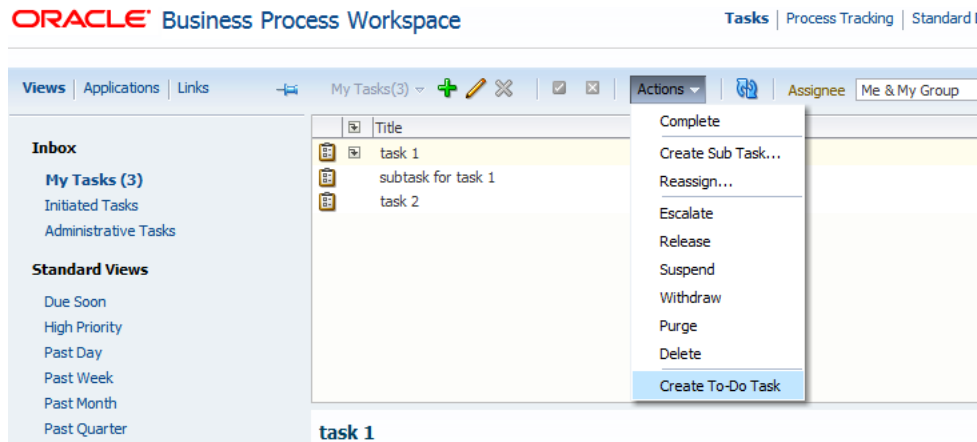 ORACLE Business Process Workspace
Tasks | Process Tracking | Standard
Views | Applications | Links
My Tasks(3)
Actions
Assignee
Me & My Group
Title
task 1
subtask for task 1
task 2
Inbox
My Tasks (3)
Initiated Tasks
Administrative Tasks
Standard Views
Due Soon
High Priority
Past Day
Past Week
Past Month
Past Quarter
Complete
Create Sub Task...
Reassign...
Escalate
Release
Suspend
Withdraw
Purge
Delete
Create To-Do Task
task 1